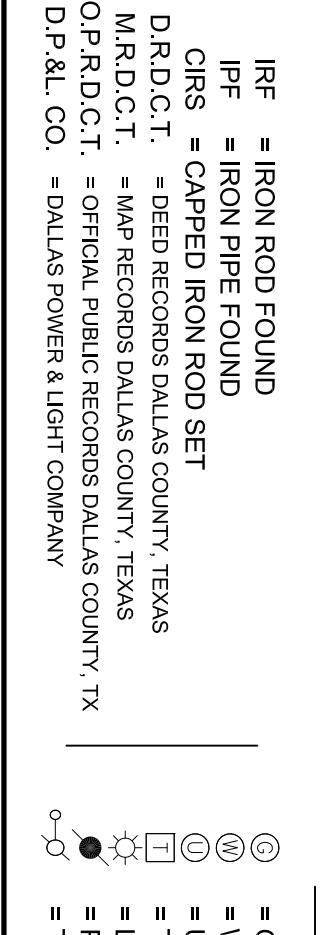 IRF = IRON ROD FOUND
IPF = IRON PIPE FOUND
CIRS = CAPPED IRON ROD SET
D.R.D.C.T. = DEED RECORDS DALLAS COUNTY, TEXAS
M.R.D.C.T. = MAP RECORDS DALLAS COUNTY, TEXAS
O.P.R.D.C.T. = OFFICIAL PUBLIC RECORDS DALLAS COUNTY, TX
D.P.&L. CO. = DALLAS POWER & LIGHT COMPANY
G =
W =
U =
T =
=
=
=